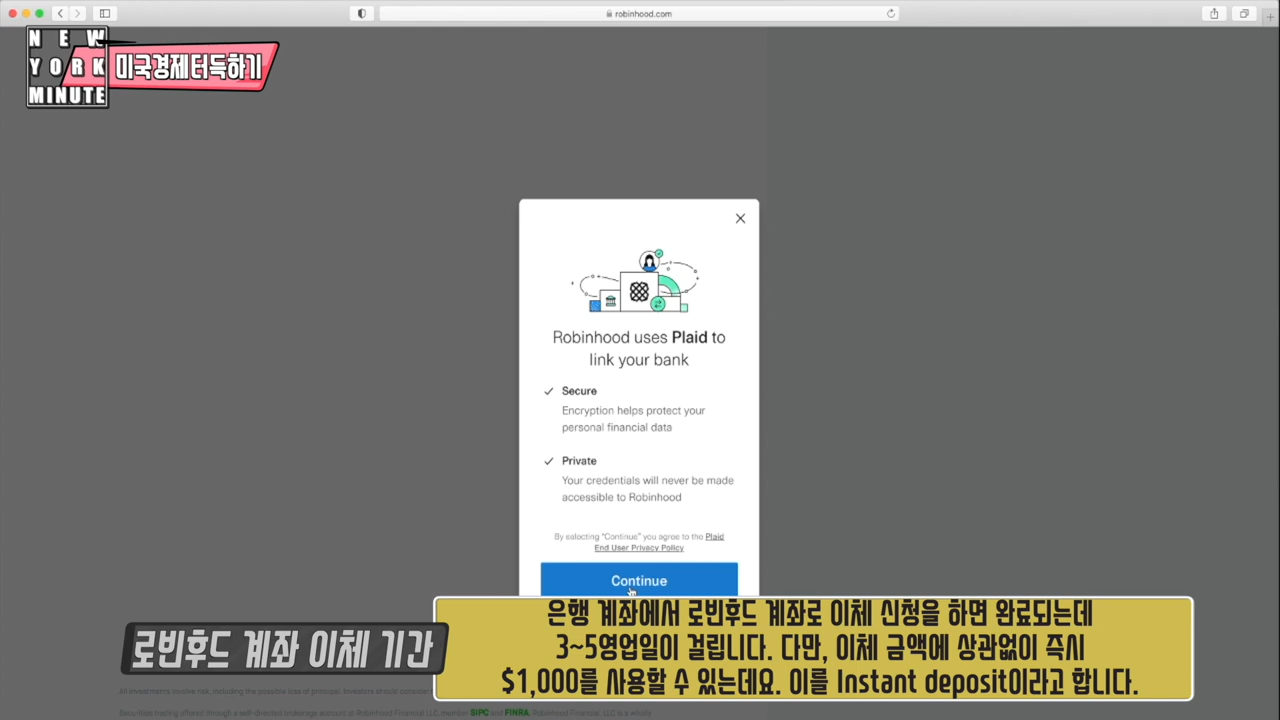 robinhood.com
NEW
YORK
MINUTE
미국경제터득하기
Robinhood uses Plaid to
link your bank
Secure
Encryption helps protect your
personal financial data
Private
Your credentials will never be made
accessible to Robinhood
By selecting "Continue" you agree to the Plaid
End User Privacy Policy
Continue
로빈후드 계좌 이체 기간
은행 계좌에서 로빈후드 계좌로 이체 신청을 하면 완료되는데
3~5영업일이 걸립니다. 다만, 이체 금액에 상관없이 즉시
$1,000를 사용할 수 있는데요. 이를 Instant deposit이라고 합니다.
All investments involve risk, including the possible loss of principal. Investors should consider
Securities trading offered through a self-directed brokerage account at Robinhood Financial LLC, member SIPC and FINRA. Robinhood Financial LLC is a wholly